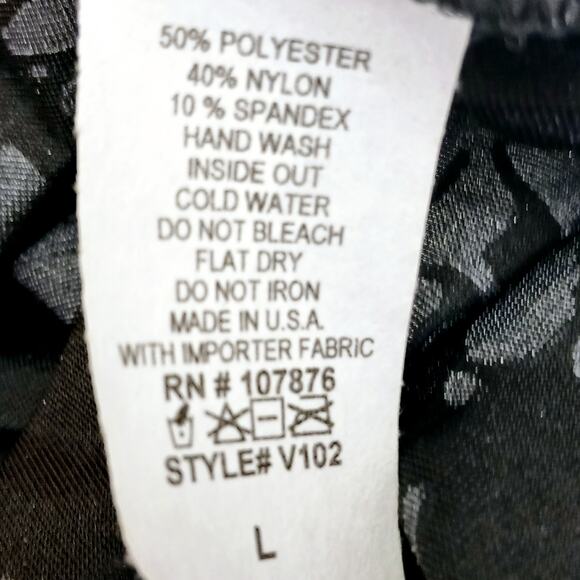 50% POLYESTER
40% NYLON
10 % SPANDEX
HAND WASH
INSIDE OUT
COLD WATER
DO NOT BLEACH
FLAT DRY
DO NOT IRON
MADE IN U.S.A.
WITH IMPORTER FABRIC
RN # 107876
STYLE# V102
L